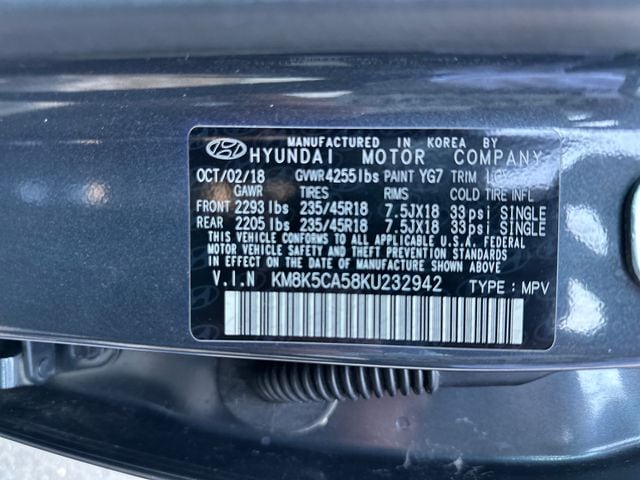 MANUFACTURED IN KOREA BY
HYUNDAI MOTOR COMPANY
OCT/02/18 GVWR 4255lbs PAINT YG7 TRIM
GAWR TIRES RIMS COLD TIRE INFL
FRONT 2293lbs 235/45R18 7.5JX18 33psi SINGLE
REAR 2205lbs 235/45R18 7.5JX18 33psi SINGLE
THIS VEHICLE CONFORMS TO ALL APPLICABLE U.S.A. FEDERAL
MOTOR VEHICLE SAFETY AND THEFT PREVENTION STANDARDS
IN EFFECT ON THE DATE OF MANUFACTURE SHOWN ABOVE
V.I.N KM8K5CA58KU232942 TYPE : MPV